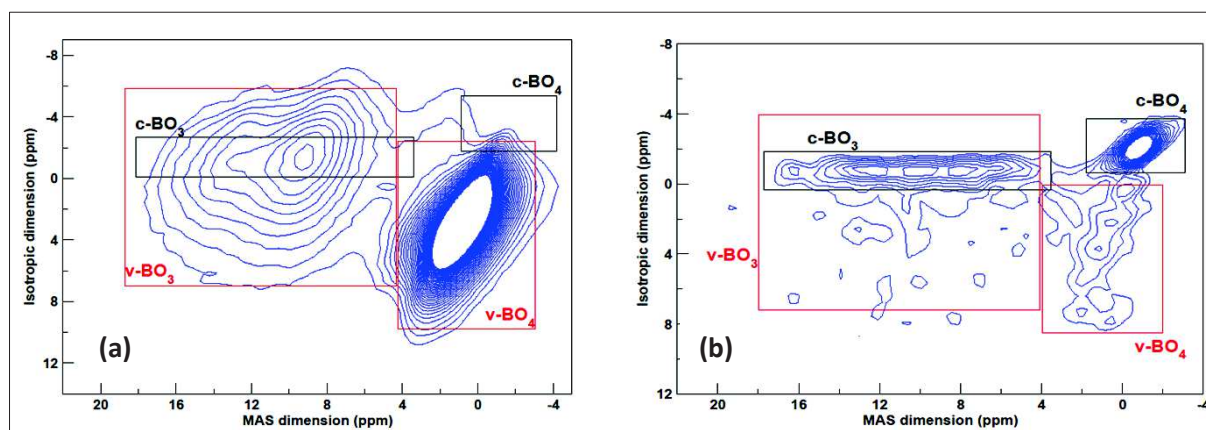 -8
-4
0
4
8
12
Isotropic dimension (ppm)
c-BO4
c-BO3
v-BO3
v-BO4
(a)
20 16 12 8 4 0 -4
MAS dimension (ppm)
-8
-4
0
4
8
12
Isotropic dimension (ppm)
c-BO4
c-BO3
v-BO3
v-BO4
(b)
20 16 12 8 4 0 -4
MAS dimension (ppm)